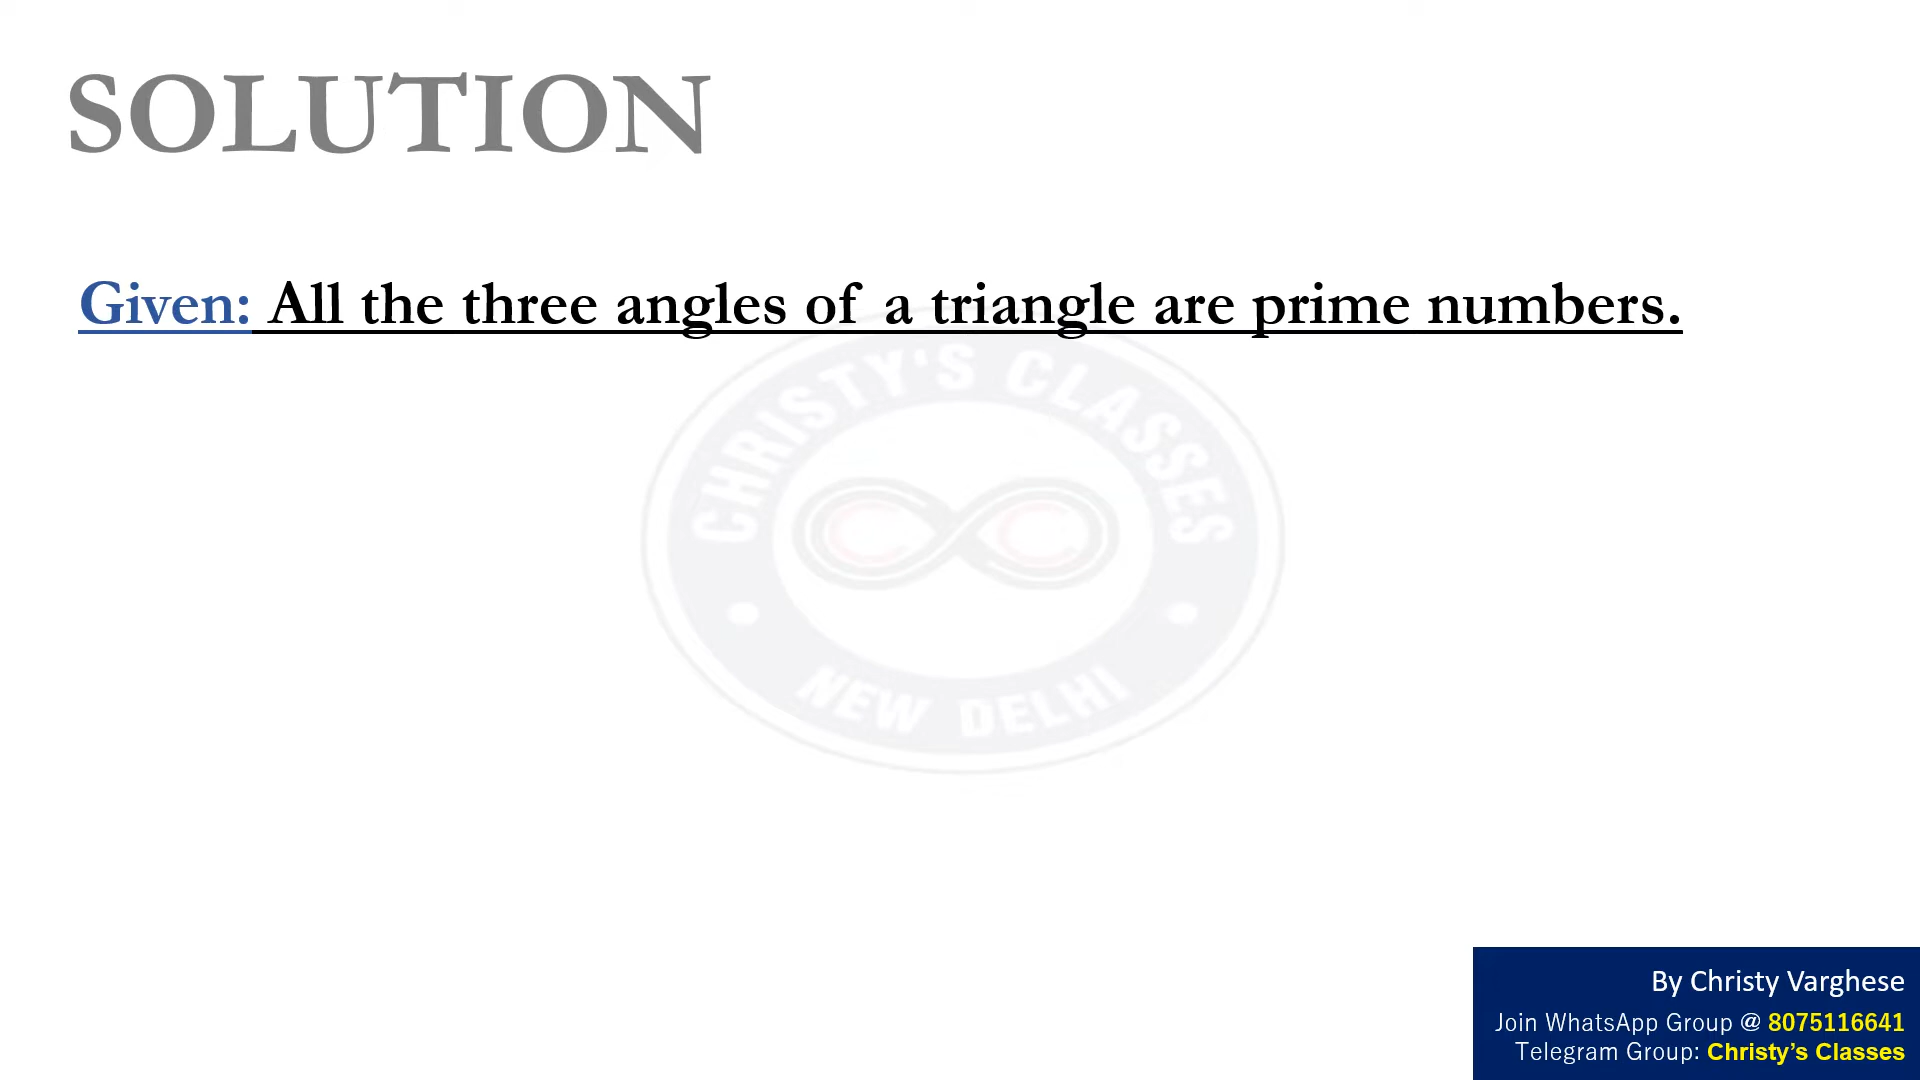 SOLUTION
Given: All the three angles of a triangle are prime numbers.
CHRISTY'S CLASSES
NEW DELHI
By Christy Varghese
Join WhatsApp Group @ 8075116641
Telegram Group: Christy’s Classes